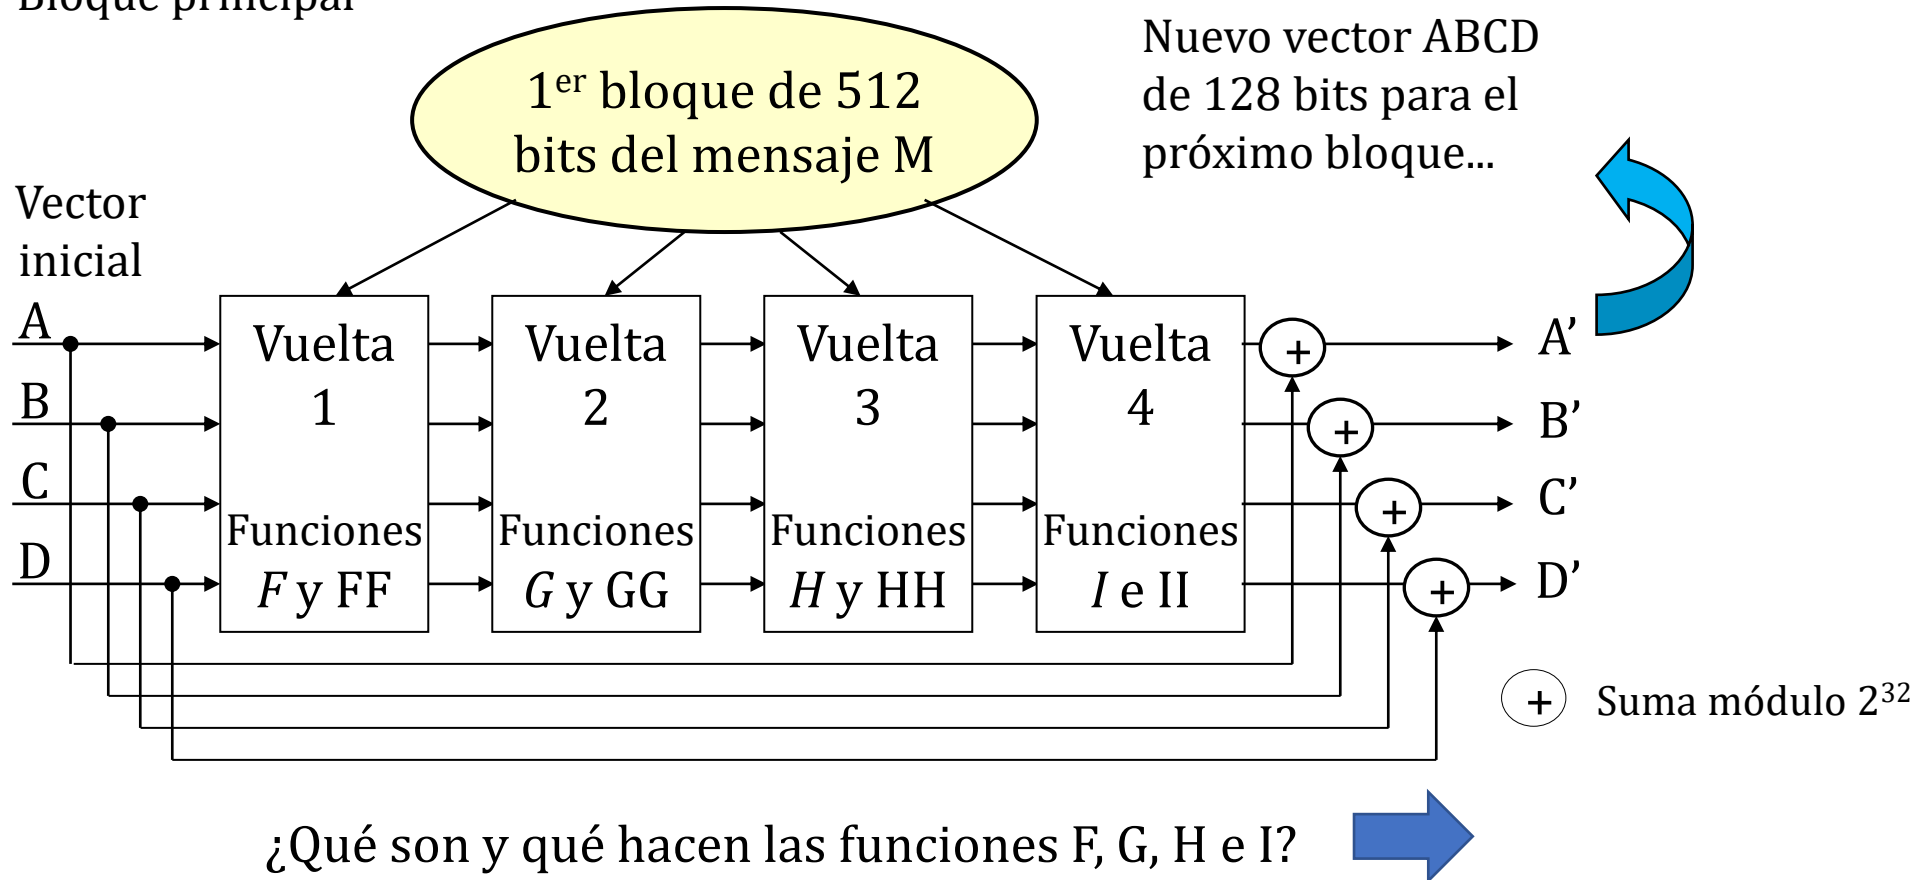 Bloque principal
1er bloque de 512
bits del mensaje M
Nuevo vector ABCD
de 128 bits para el
próximo bloque...
Vector
inicial
A
B
C
D
Vuelta
1
Funciones
F y FF
Vuelta
2
Funciones
G y GG
Vuelta
3
Funciones
H y HH
Vuelta
4
Funciones
I e II
+
+
+
+
A’
B’
C’
D’
+ Suma módulo 2³²
¿Qué son y qué hacen las funciones F, G, H e I?